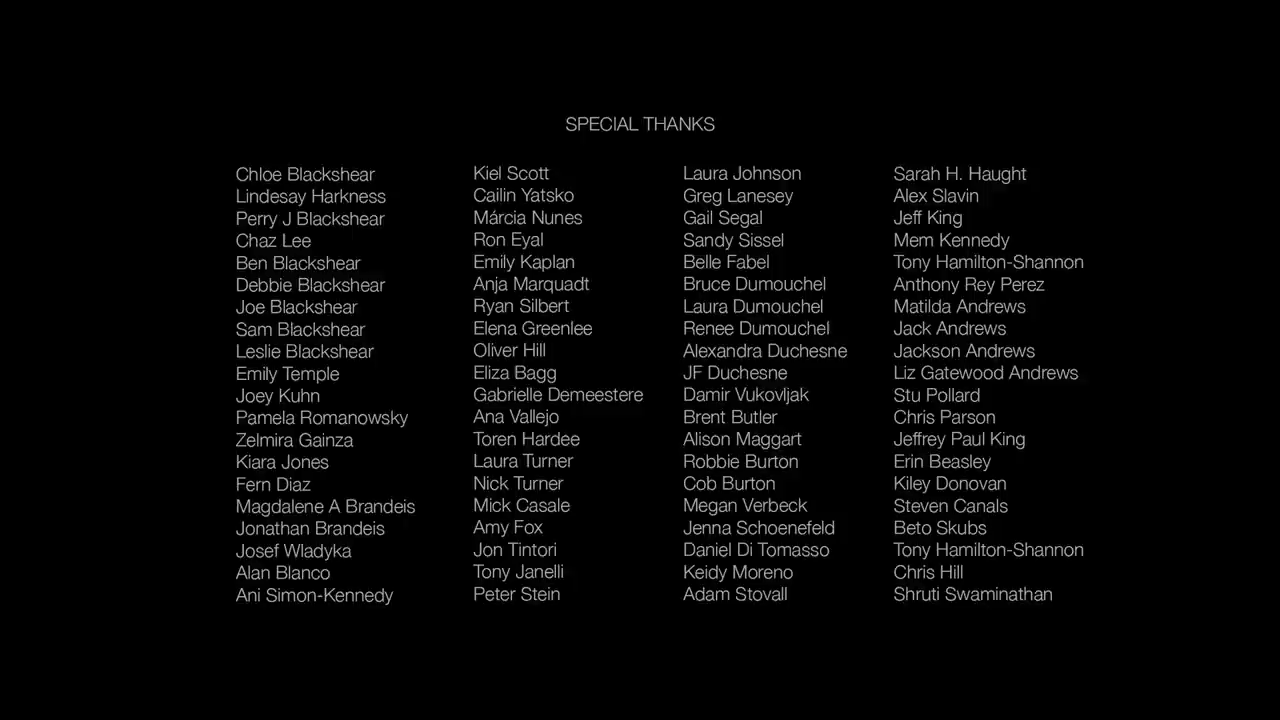 SPECIAL THANKS
Chloe Blackshear
Lindesay Harkness
Perry J Blackshear
Chaz Lee
Ben Blackshear
Debbie Blackshear
Joe Blackshear
Sam Blackshear
Leslie Blackshear
Emily Temple
Joey Kuhn
Pamela Romanowsky
Zelmira Gainza
Kiara Jones
Fern Diaz
Magdalene A Brandeis
Jonathan Brandeis
Josef Wladyka
Alan Blanco
Ani Simon-Kennedy
Kiel Scott
Cailin Yatsko
Márcia Nunes
Ron Eyal
Emily Kaplan
Anja Marquadt
Ryan Silbert
Elena Greenlee
Oliver Hill
Eliza Bagg
Gabrielle Demeestere
Ana Vallejo
Toren Hardee
Laura Turner
Nick Turner
Mick Casale
Amy Fox
Jon Tintori
Tony Janelli
Peter Stein
Laura Johnson
Greg Lanesey
Gail Segal
Sandy Sissel
Belle Fabel
Bruce Dumouchel
Laura Dumouchel
Renee Dumouchel
Alexandra Duchesne
JF Duchesne
Damir Vukovljak
Brent Butler
Alison Maggart
Robbie Burton
Cob Burton
Megan Verbeck
Jenna Schoenefeld
Daniel Di Tomasso
Keidy Moreno
Adam Stovall
Sarah H. Haught
Alex Slavin
Jeff King
Mem Kennedy
Tony Hamilton-Shannon
Anthony Rey Perez
Matilda Andrews
Jack Andrews
Jackson Andrews
Liz Gatewood Andrews
Stu Pollard
Chris Parson
Jeffrey Paul King
Erin Beasley
Kiley Donovan
Steven Canals
Beto Skubs
Tony Hamilton-Shannon
Chris Hill
Shruti Swaminathan